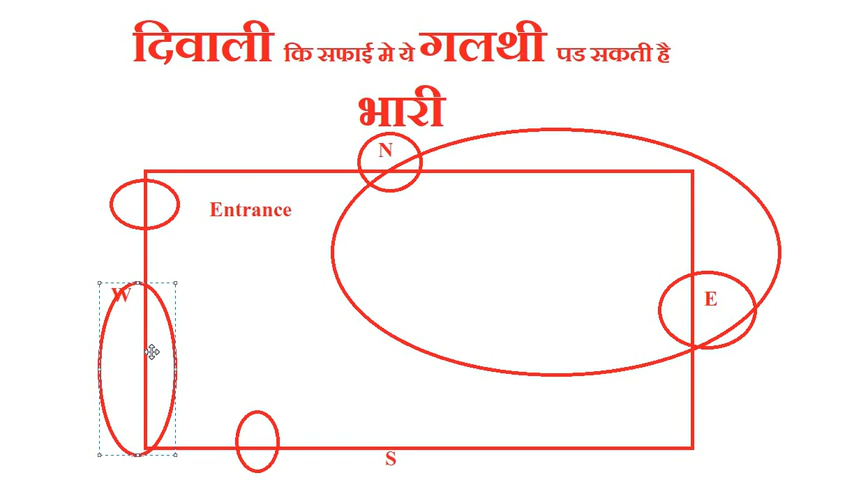 दिवाली कि सफाई मे ये गलथी पड सकती है
भारी
N
Entrance
W
E
S